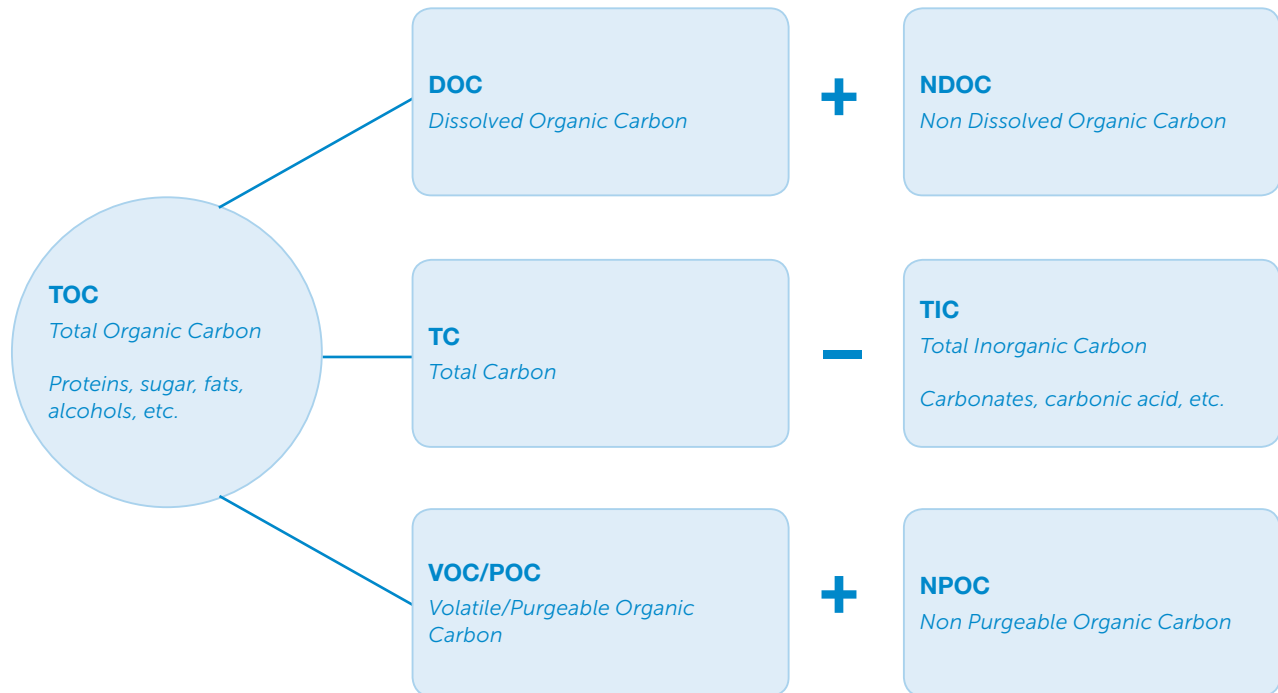 DOC
Dissolved Organic Carbon
+
NDOC
Non Dissolved Organic Carbon
TOC
Total Organic Carbon
Proteins, sugar, fats,
alcohols, etc.
TC
Total Carbon
–
TIC
Total Inorganic Carbon
Carbonates, carbonic acid, etc.
VOC/POC
Volatile/Purgeable Organic
Carbon
+
NPOC
Non Purgeable Organic Carbon